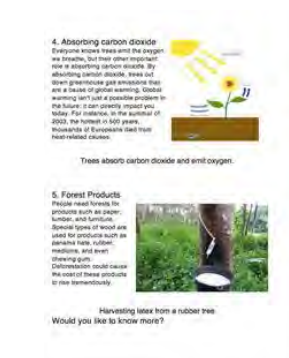 4. Absorbing carbon dioxide
Everyone knows trees emit the oxygen
we breathe, but their other important
role is absorbing carbon dioxide. By
absorbing carbon dioxide, trees cut
down greenhouse gas emissions that
are a cause of global warming. Global
warming isn't just a possible problem in
the future; it can directly impact you
today. For instance, in the summer of
2003, the hottest in 500 years,
thousands of Europeans died from
heat-related causes.
Trees absorb carbon dioxide and emit oxygen.
5. Forest Products
People need forests for
products such as paper,
lumber, and furniture.
Special types of wood are
used for products such as
panama hats, rubber,
medicine, and even
chewing gum.
Deforestation could cause
the cost of these products
to rise tremendously.
Harvesting latex from a rubber tree
Would you like to know more?